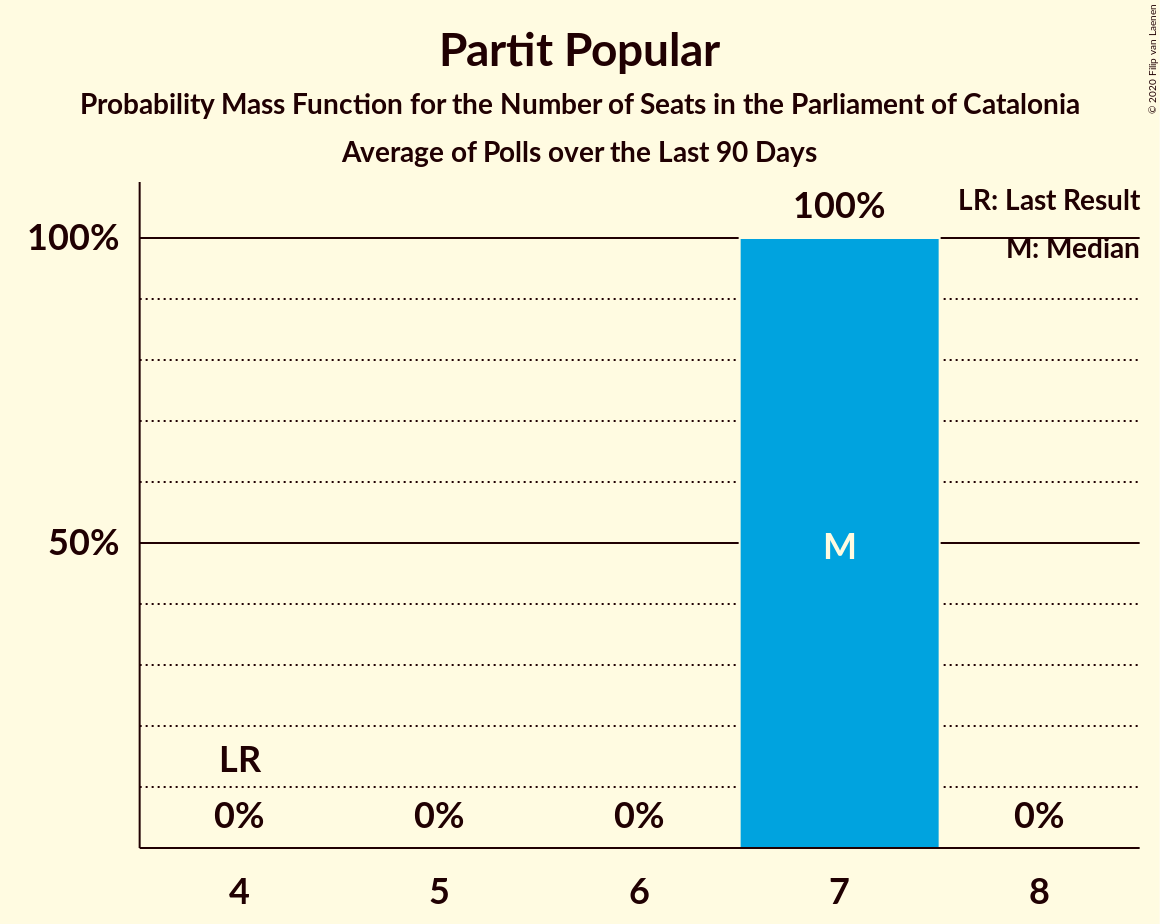 Partit Popular
Probability Mass Function for the Number of Seats in the Parliament of Catalonia
Average of Polls over the Last 90 Days
© 2020 Filip van Laenen
LR: Last Result
M: Median
100%
100%
50%
M
LR
0%
0%
0%
0%
4
5
6
7
8